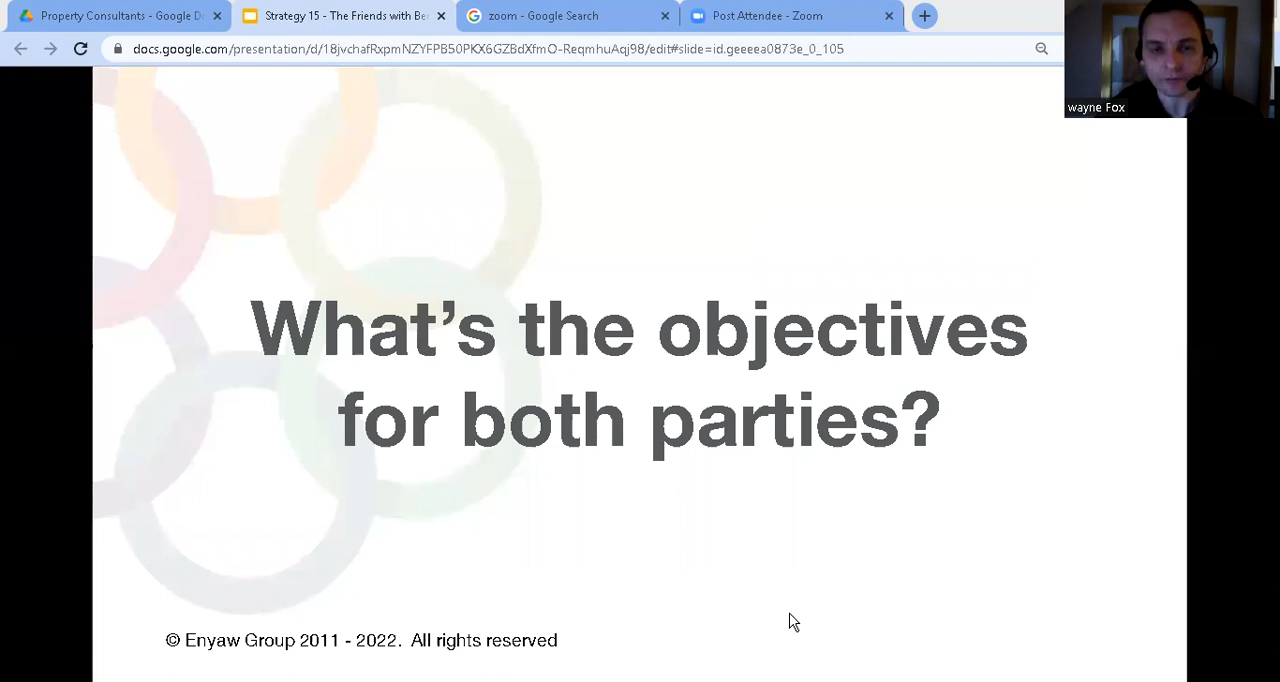 Property Consultants - Google D
Strategy 15 - The Friends with Be
zoom - Google Search
Post Attendee - Zoom
docs.google.com/presentation/d/18jvchafRxpmNZYFPB50PKX6GZBdXfmO-ReqmhuAqj98/edit#slide=id.geeeea0873e_0_105
wayne Fox
What's the objectives
for both parties?
© Enyaw Group 2011 - 2022. All rights reserved